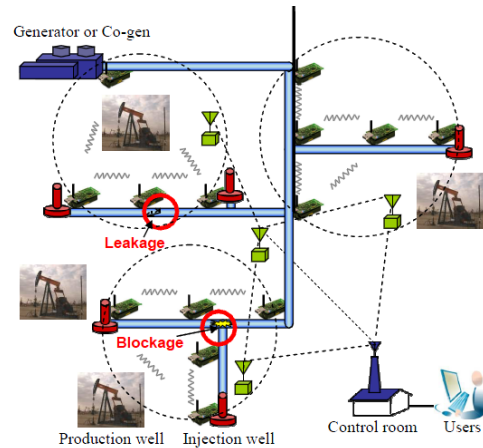 Generator or Co-gen
Leakage
Blockage
Control room
Users
Production well
Injection well